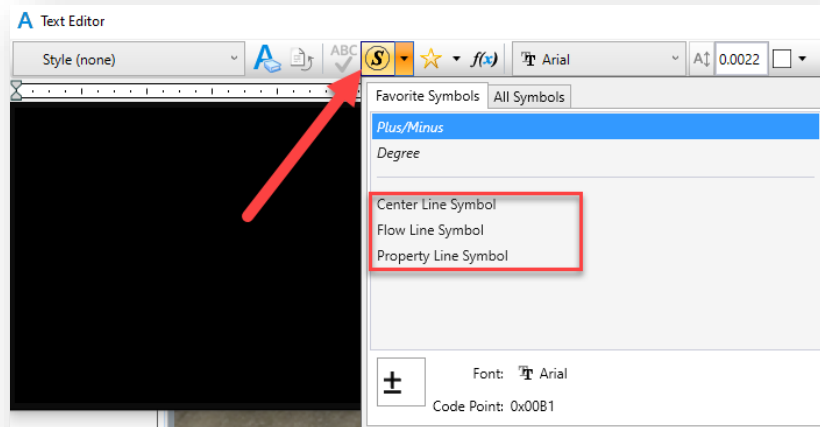 Text Editor
Style (none) ABC S f(x) Arial 0.0022
Favorite Symbols All Symbols
Plus/Minus
Degree
Center Line Symbol
Flow Line Symbol
Property Line Symbol
± Font: Arial
Code Point: 0x00B1